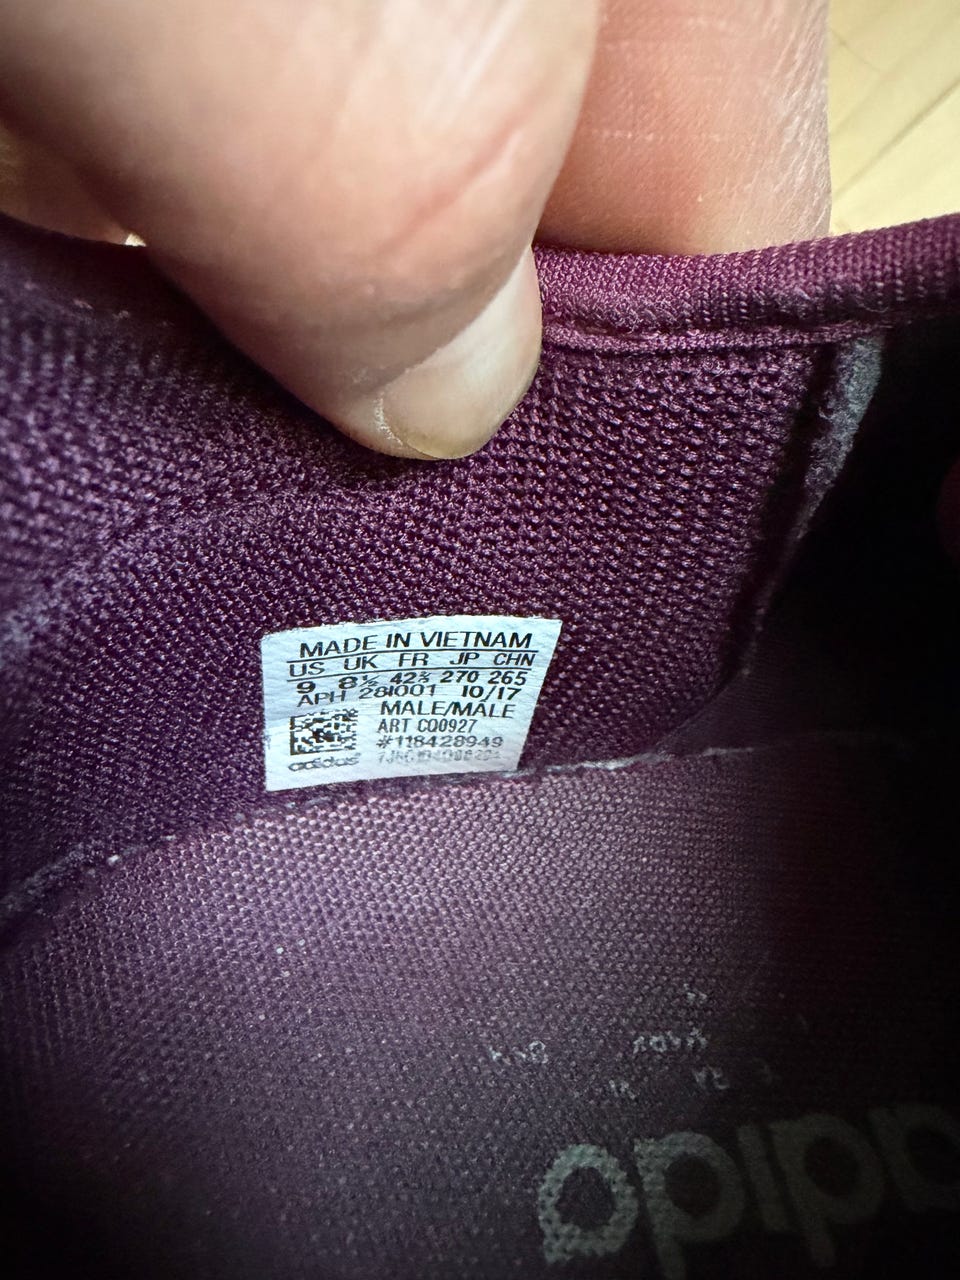 MADE IN VIETNAM
US UK FR JP CHN
9 8½ 42⅔ 270 265
APH 281001 10/17
MALE/MALE
ART CQ0927
#118428949
adidas
adida